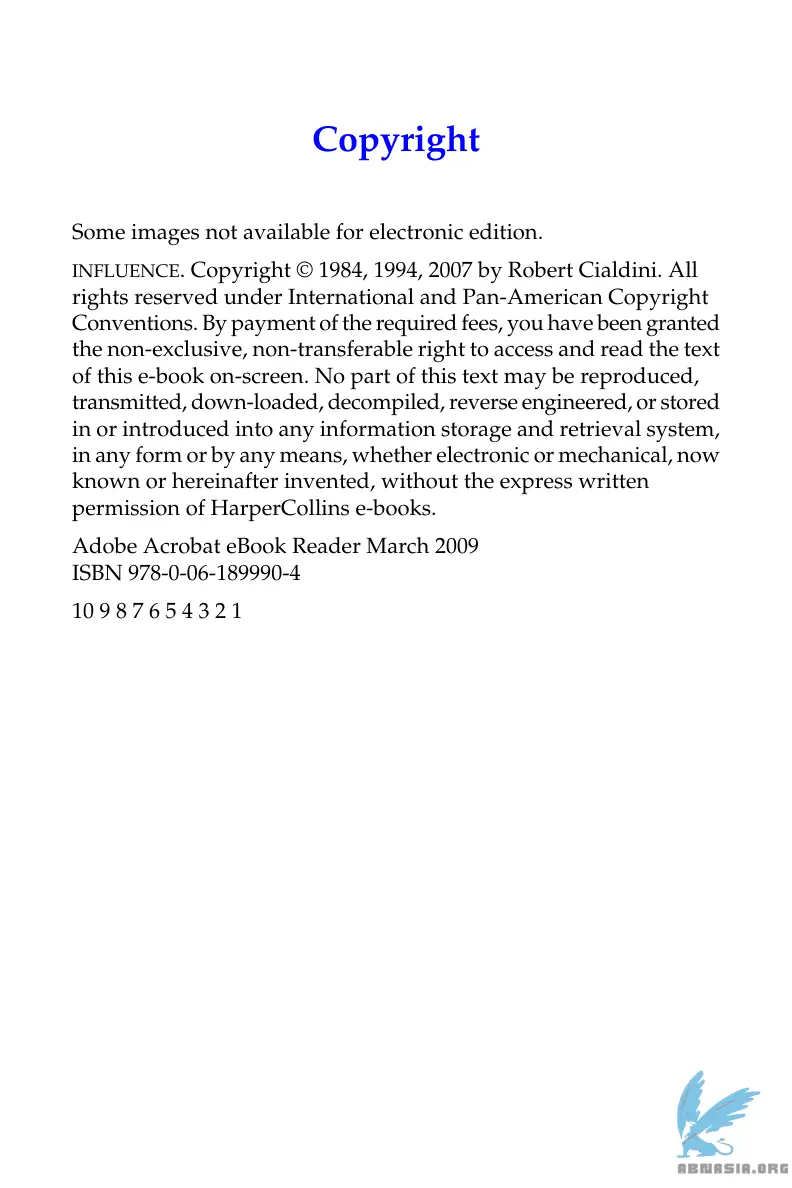 Copyright
Some images not available for electronic edition.
INFLUENCE. Copyright © 1984, 1994, 2007 by Robert Cialdini. All
rights reserved under International and Pan-American Copyright
Conventions. By payment of the required fees, you have been granted
the non-exclusive, non-transferable right to access and read the text
of this e-book on-screen. No part of this text may be reproduced,
transmitted, down-loaded, decompiled, reverse engineered, or stored
in or introduced into any information storage and retrieval system,
in any form or by any means, whether electronic or mechanical, now
known or hereinafter invented, without the express written
permission of HarperCollins e-books.
Adobe Acrobat eBook Reader March 2009
ISBN 978-0-06-189990-4
10 9 8 7 6 5 4 3 2 1
ABNASIA.ORG